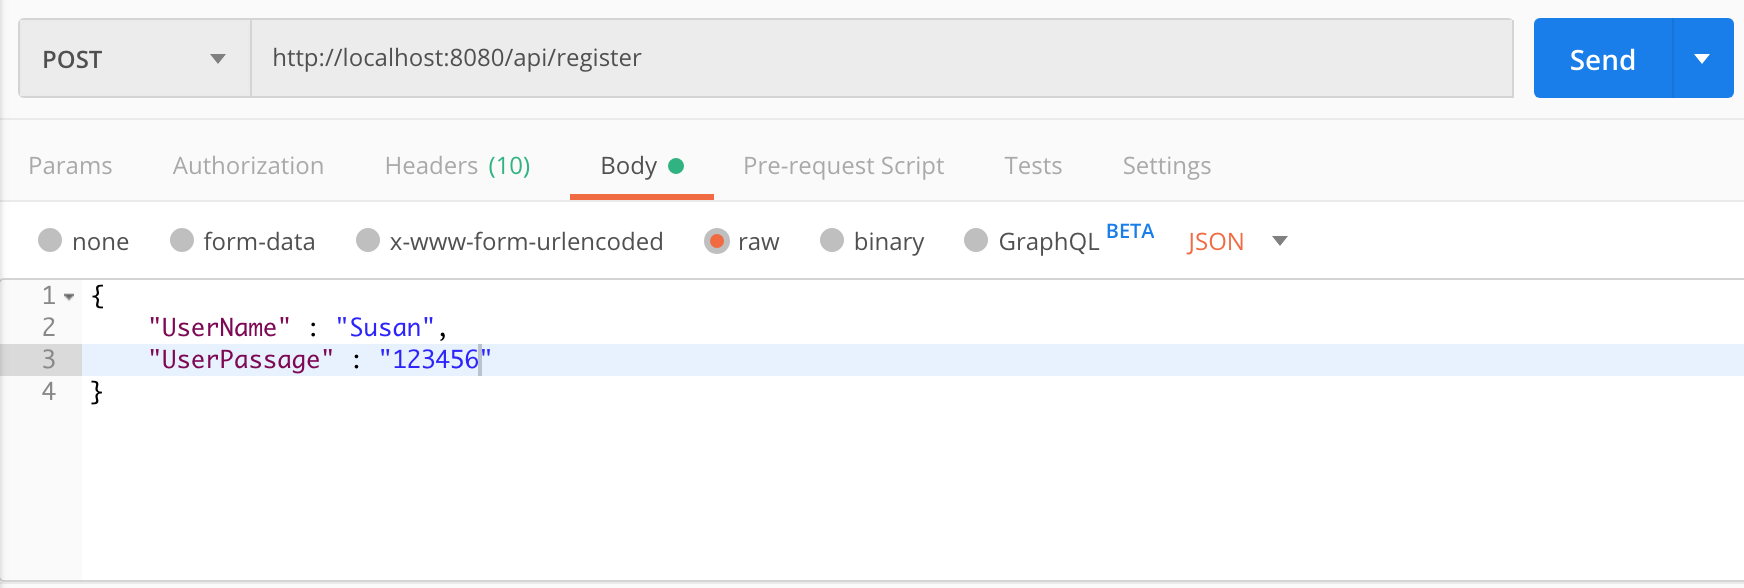 POST http://localhost:8080/api/register Send
Params Authorization Headers (10) Body Pre-request Script Tests Settings
none form-data x-www-form-urlencoded raw binary GraphQL BETA JSON
1 {
2 "UserName" : "Susan",
3 "UserPassage" : "123456"
4 }